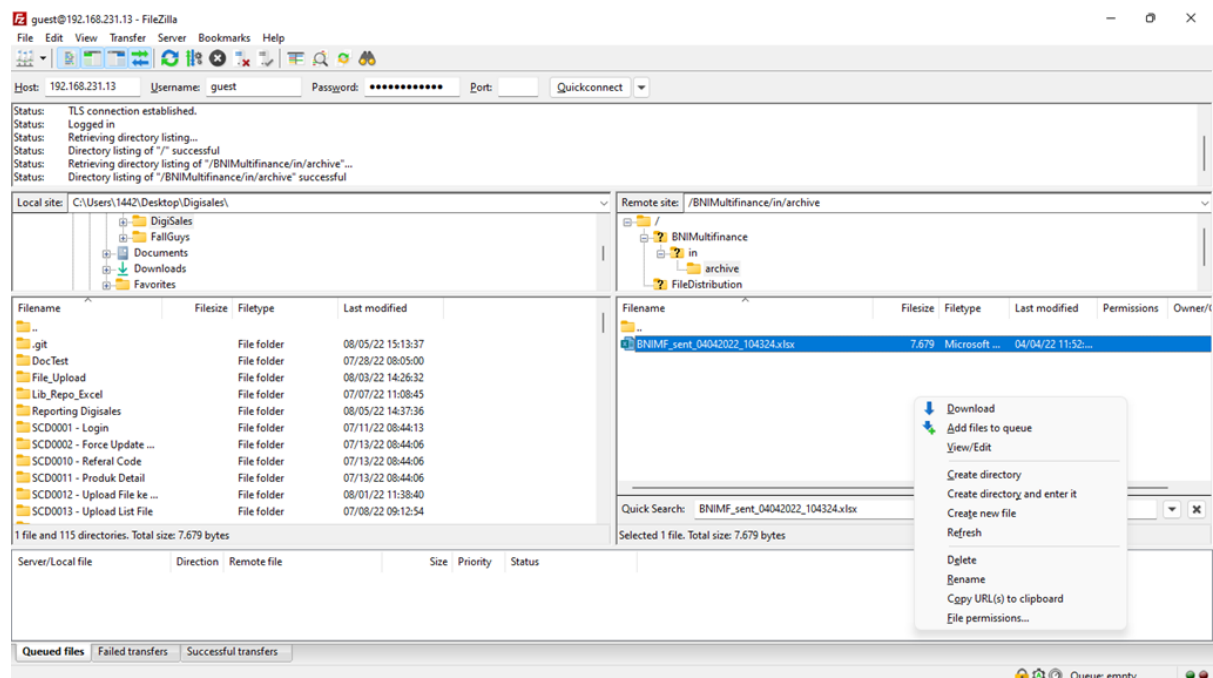 guest@192.168.231.13 - FileZilla
File Edit View Transfer Server Bookmarks Help
Host: 192.168.231.13 Username: guest Password: ●●●●●●●●●●●● Port: Quickconnect
Status: TLS connection established.
Status: Logged in
Status: Retrieving directory listing...
Status: Directory listing of "/" successful
Status: Retrieving directory listing of "/BNIMultifinance/in/archive"...
Status: Directory listing of "/BNIMultifinance/in/archive" successful
Local site: C:\Users\1442\Desktop\Digisales\
DigiSales
FallGuys
Documents
Downloads
Favorites
Filename Filesize Filetype Last modified
..
.git File folder 08/05/22 15:13:37
DocTest File folder 07/28/22 08:05:00
File_Upload File folder 08/03/22 14:26:32
Lib_Repo_Excel File folder 07/07/22 11:08:45
Reporting Digisales File folder 08/05/22 14:37:36
SCD0001 - Login File folder 07/11/22 08:44:13
SCD0002 - Force Update ... File folder 07/13/22 08:44:06
SCD0010 - Referal Code File folder 07/13/22 08:44:06
SCD0011 - Produk Detail File folder 07/13/22 08:44:06
SCD0012 - Upload File ke ... File folder 08/01/22 11:38:40
SCD0013 - Upload List File File folder 07/08/22 09:12:54
1 file and 115 directories. Total size: 7.679 bytes
Remote site: /BNIMultifinance/in/archive
/
BNIMultifinance
in
archive
FileDistribution
Filename Filesize Filetype Last modified Permissions Owner/
..
BNIMF_sent_04042022_104324.xlsx 7.679 Microsoft ... 04/04/22 11:52:...
Download
Add files to queue
View/Edit
Create directory
Create directory and enter it
Create new file
Refresh
Delete
Rename
Copy URL(s) to clipboard
File permissions...
Quick Search: BNIMF_sent_04042022_104324.xlsx
Selected 1 file. Total size: 7.679 bytes
Server/Local file Direction Remote file Size Priority Status
Queued files Failed transfers Successful transfers
Queue: empty